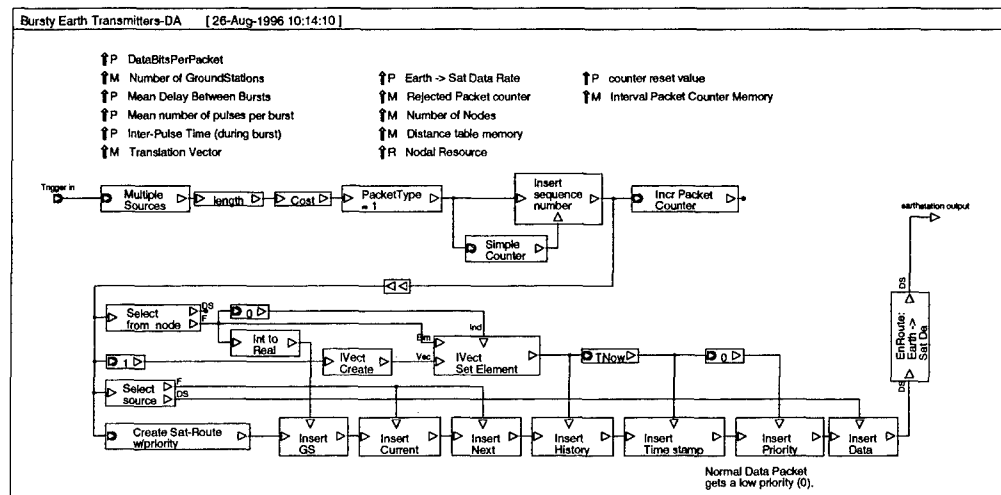 Bursty Earth Transmitters-DA [ 26-Aug-1996 10:14:10 ]
P DataBitsPerPacket
M Number of GroundStations
P Mean Delay Between Bursts
P Mean number of pulses per burst
P Inter-Pulse Time (during burst)
M Translation Vector
P Earth -> Sat Data Rate
M Rejected Packet counter
M Number of Nodes
M Distance table memory
R Nodal Resource
P counter reset value
M Interval Packet Counter Memory
Trigger in
Multiple
Sources
length
Cost
PacketType
= 1
Insert
sequence
number
Incr Packet
Counter
Simple
Counter
earthstation output
DS
EnRoute:
Earth ->
Sat Da
DS
Select
from_node
DS
F
0
Int to
Real
Ind
Elm
Vec
IVect
Set Element
1
IVect
Create
TNow
0
Select
source
F
DS
Create Sat-Route
w/priority
Insert
GS
Insert
Current
Insert
Next
Insert
History
Insert
Time stamp
Insert
Priority
Insert
Data
Normal Data Packet
gets a low priority (0).